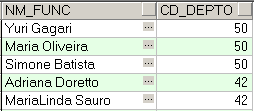 NM_FUNC CD_DEPTO
Yuri Gagari 50
Maria Oliveira 50
Simone Batista 50
Adriana Doretto 42
MariaLinda Sauro 42